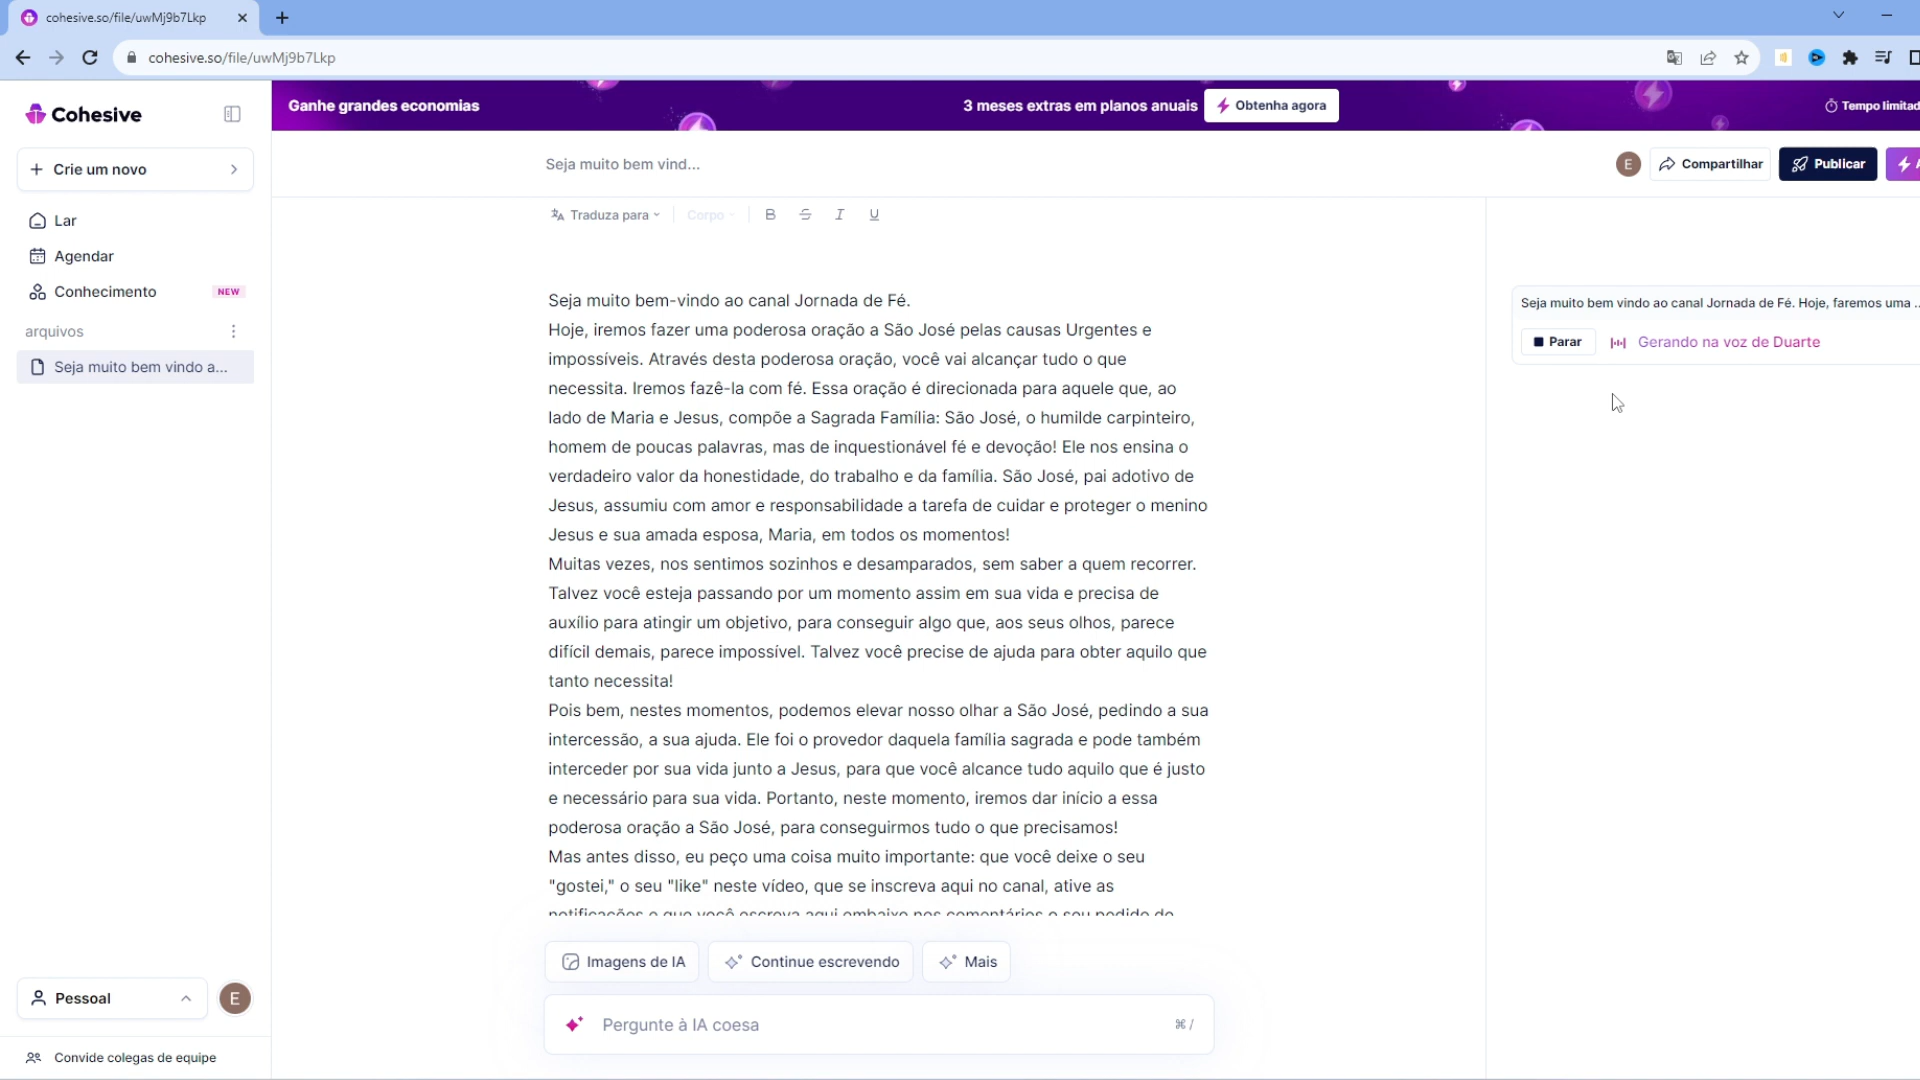 cohesive.so/file/uwMj9b7Lkp
cohesive.so/file/uwMj9b7Lkp
Cohesive
Ganhe grandes economias
3 meses extras em planos anuais
Obtenha agora
Tempo limitad
Crie um novo
Lar
Agendar
Conhecimento
NEW
arquivos
Seja muito bem vindo a...
Seja muito bem vind...
E
Compartilhar
Publicar
Traduza para
Corpo
B
S
I
U
Seja muito bem-vindo ao canal Jornada de Fé.
Hoje, iremos fazer uma poderosa oração a São José pelas causas Urgentes e
impossíveis. Através desta poderosa oração, você vai alcançar tudo o que
necessita. Iremos fazê-la com fé. Essa oração é direcionada para aquele que, ao
lado de Maria e Jesus, compõe a Sagrada Família: São José, o humilde carpinteiro,
homem de poucas palavras, mas de inquestionável fé e devoção! Ele nos ensina o
verdadeiro valor da honestidade, do trabalho e da família. São José, pai adotivo de
Jesus, assumiu com amor e responsabilidade a tarefa de cuidar e proteger o menino
Jesus e sua amada esposa, Maria, em todos os momentos!
Muitas vezes, nos sentimos sozinhos e desamparados, sem saber a quem recorrer.
Talvez você esteja passando por um momento assim em sua vida e precisa de
auxílio para atingir um objetivo, para conseguir algo que, aos seus olhos, parece
difícil demais, parece impossível. Talvez você precise de ajuda para obter aquilo que
tanto necessita!
Pois bem, nestes momentos, podemos elevar nosso olhar a São José, pedindo a sua
intercessão, a sua ajuda. Ele foi o provedor daquela família sagrada e pode também
interceder por sua vida junto a Jesus, para que você alcance tudo aquilo que é justo
e necessário para sua vida. Portanto, neste momento, iremos dar início a essa
poderosa oração a São José, para conseguirmos tudo o que precisamos!
Mas antes disso, eu peço uma coisa muito importante: que você deixe o seu
"gostei," o seu "like" neste vídeo, que se inscreva aqui no canal, ative as
notificações e que você escreva aqui embaixo nos comentários o seu pedido de
Seja muito bem vindo ao canal Jornada de Fé. Hoje, faremos uma ..
Parar
Gerando na voz de Duarte
Imagens de IA
Continue escrevendo
Mais
Pergunte à IA coesa
⌘ /
Pessoal
E
Convide colegas de equipe